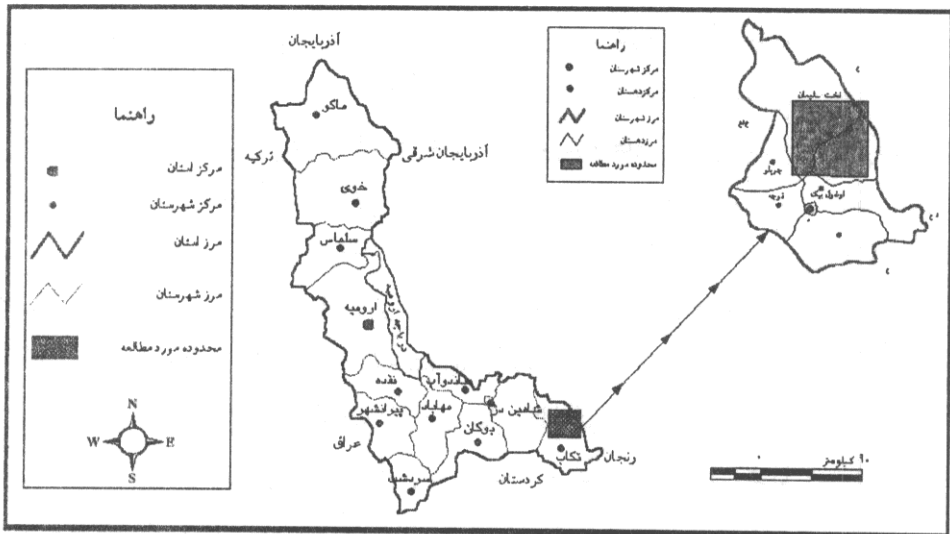 راهنما
مرکز استان
مرکز شهرستان
مرز استان
مرز شهرستان
محدوده مورد مطالعه
N
W
E
S
آذربایجان
ماکو
ترکیه
آذربایجان شرقی
خوی
سلماس
ارومیه
نقده
پیرانشهر
مهاباد
بوکان
شاهین
تکاب
زنجان
عراق
کردستان
سردشت
راهنما
مرکز شهرستان
مرکز دهستان
مرز شهرستان
مرز دهستان
محدوده مورد مطالعه
تخت سلیمان
۹۰ کیلومتر